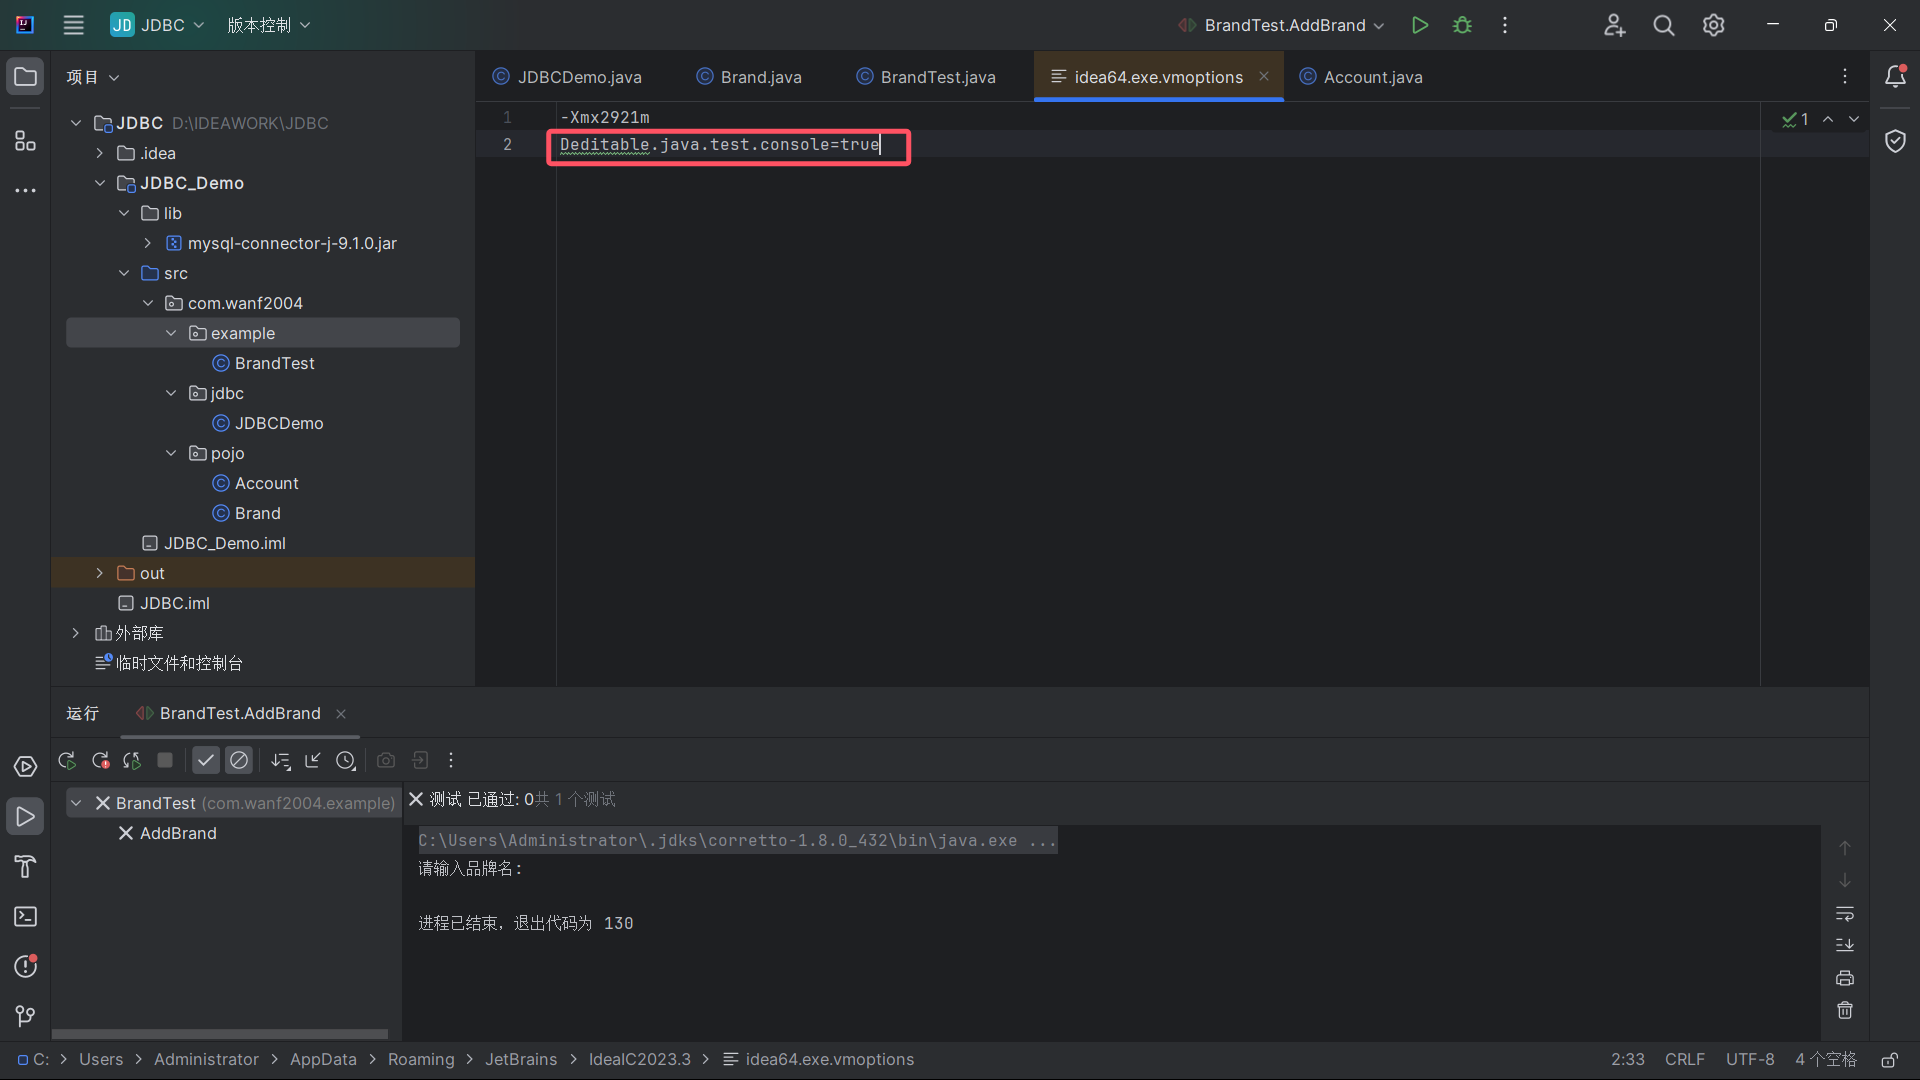 JD JDBC 版本控制 BrandTest.AddBrand
项目
JDBCDemo.java Brand.java BrandTest.java idea64.exe.vmoptions Account.java
JDBC D:\IDEAWORK\JDBC
.idea
JDBC_Demo
lib
mysql-connector-j-9.1.0.jar
src
com.wanf2004
example
BrandTest
jdbc
JDBCDemo
pojo
Account
Brand
JDBC_Demo.iml
out
JDBC.iml
外部库
临时文件和控制台
1 -Xmx2921m
2 Deditable.java.test.console=true
1
运行 BrandTest.AddBrand
BrandTest (com.wanf2004.example)
AddBrand
测试 已通过: 0共 1 个测试
C:\Users\Administrator\.jdks\corretto-1.8.0_432\bin\java.exe ...
请输入品牌名：
进程已结束，退出代码为 130
C: > Users > Administrator > AppData > Roaming > JetBrains > IdeaIC2023.3 > idea64.exe.vmoptions
2:33 CRLF UTF-8 4 个空格